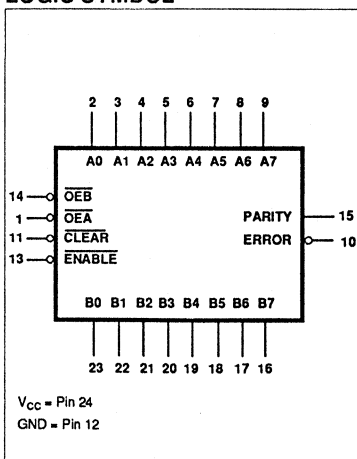 LOGIC SYMBOL
2 3 4 5 6 7 8 9
A0 A1 A2 A3 A4 A5 A6 A7
14 OEB
1 OEA
PARITY 15
11 CLEAR
ERROR 10
13 ENABLE
B0 B1 B2 B3 B4 B5 B6 B7
23 22 21 20 19 18 17 16
VCC = Pin 24
GND = Pin 12